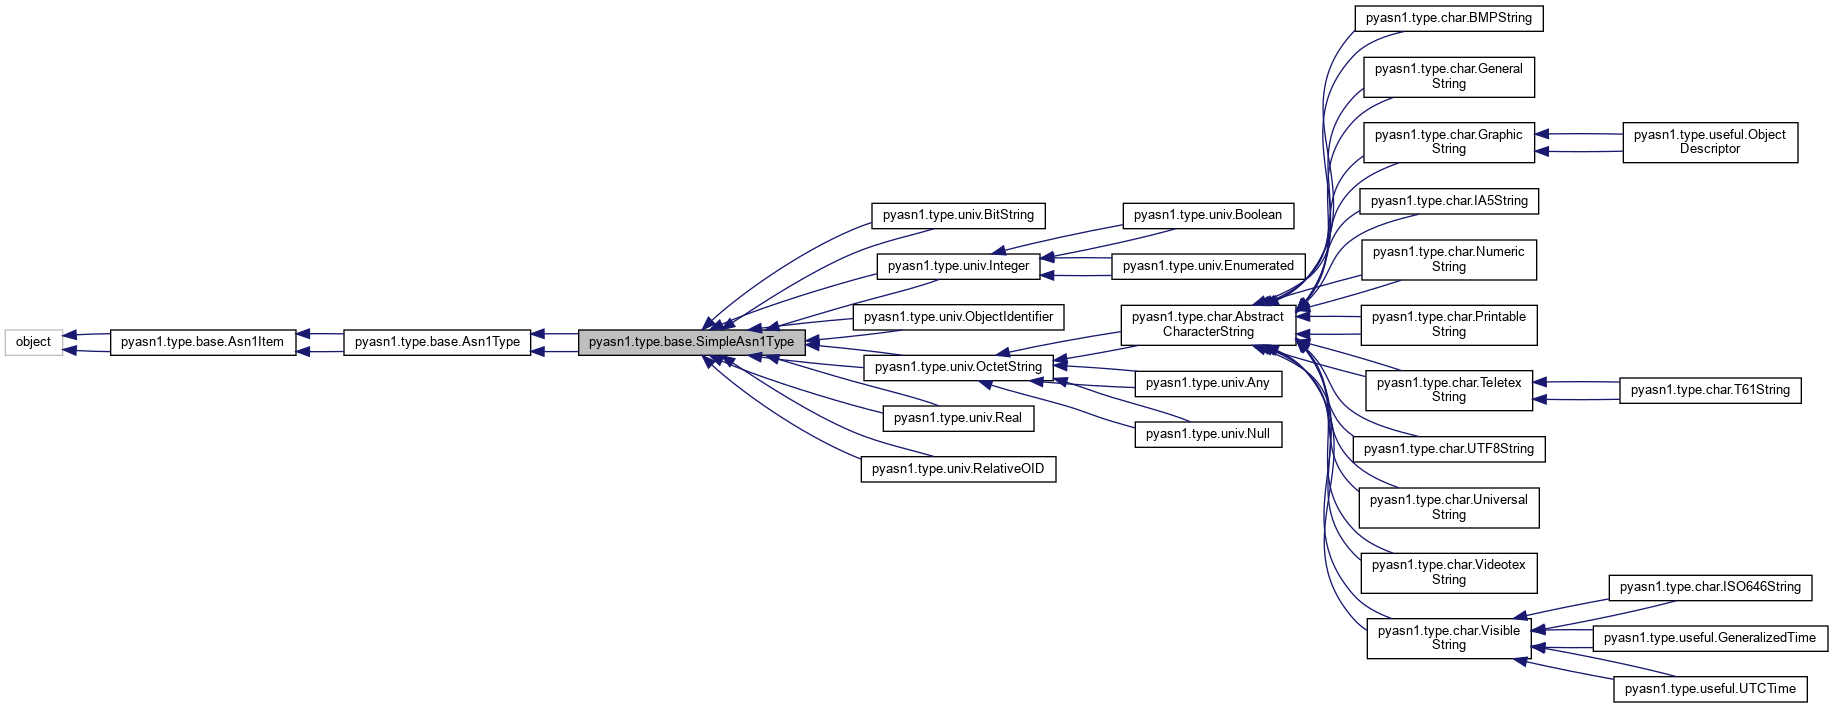 object
pyasn1.type.base.Asn1Item
pyasn1.type.base.Asn1Type
pyasn1.type.base.SimpleAsn1Type
pyasn1.type.univ.BitString
pyasn1.type.univ.Integer
pyasn1.type.univ.ObjectIdentifier
pyasn1.type.univ.OctetString
pyasn1.type.univ.Real
pyasn1.type.univ.RelativeOID
pyasn1.type.univ.Boolean
pyasn1.type.univ.Enumerated
pyasn1.type.char.Abstract
CharacterString
pyasn1.type.univ.Any
pyasn1.type.univ.Null
pyasn1.type.char.BMPString
pyasn1.type.char.General
String
pyasn1.type.char.Graphic
String
pyasn1.type.char.IA5String
pyasn1.type.char.Numeric
String
pyasn1.type.char.Printable
String
pyasn1.type.char.Teletex
String
pyasn1.type.char.UTF8String
pyasn1.type.char.Universal
String
pyasn1.type.char.Videotex
String
pyasn1.type.char.Visible
String
pyasn1.type.useful.Object
Descriptor
pyasn1.type.char.T61String
pyasn1.type.char.ISO646String
pyasn1.type.useful.GeneralizedTime
pyasn1.type.useful.UTCTime